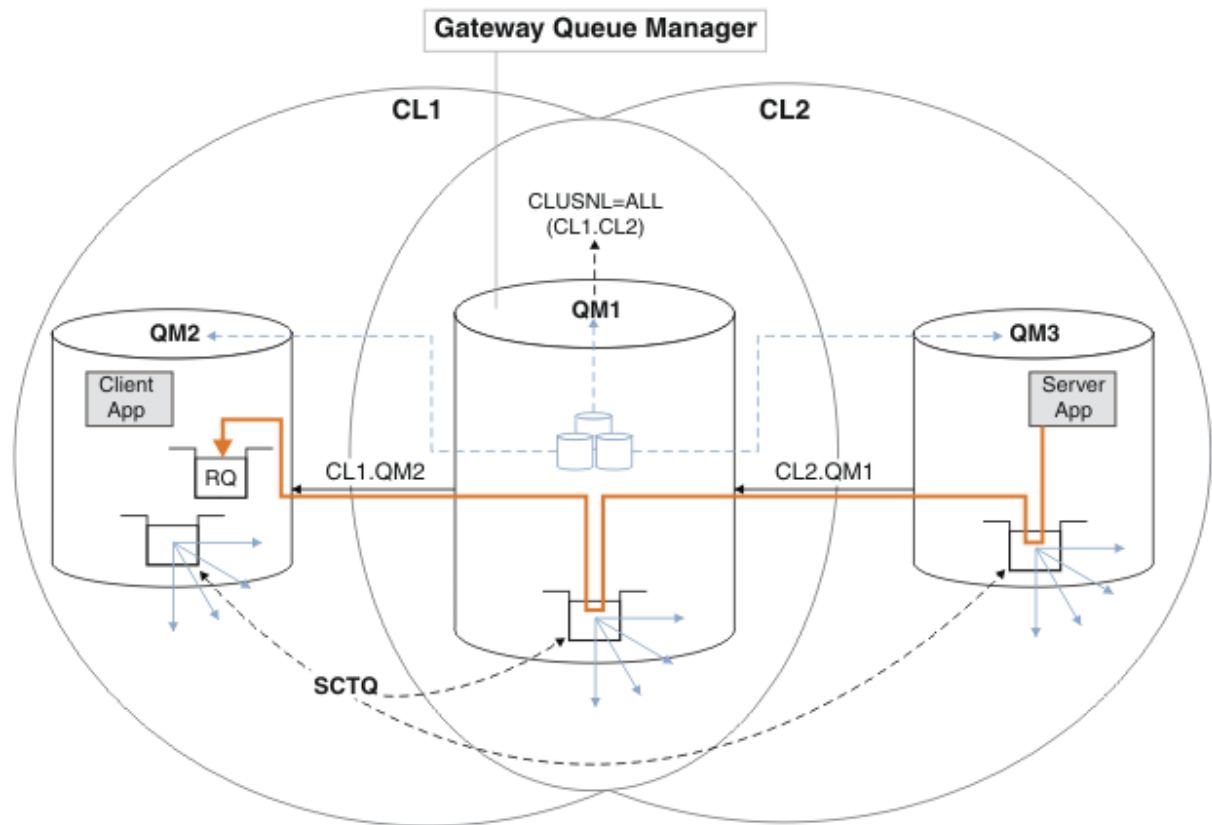 Gateway Queue Manager
CL1
CL2
CLUSNL=ALL
(CL1.CL2)
QM2
QM1
QM3
Client
App
Server
App
RQ
CL1.QM2
CL2.QM1
SCTQ